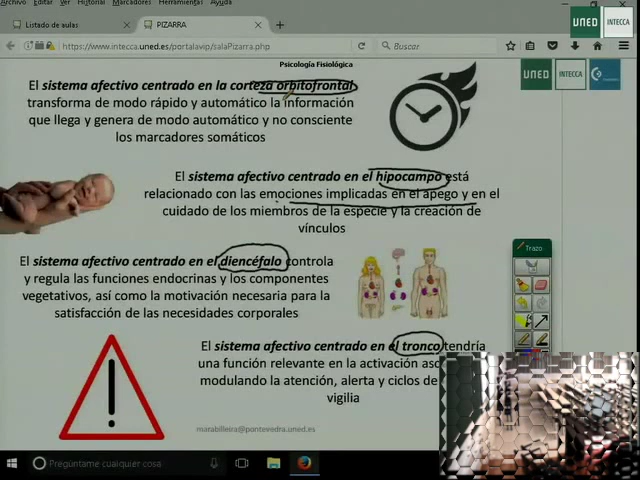 Archivo Editar Ver Historial Marcadores Herramientas Ayuda
Listado de aulas
PIZARRA
https://www.intecca.uned.es/portalavip/salaPizarra.php
Buscar
UNED
INTECCA
Psicología Fisiológica
UNED
INTECCA
El sistema afectivo centrado en la corteza orbitofrontal
transforma de modo rápido y automático la información
que llega y genera de modo automático y no consciente
los marcadores somáticos
El sistema afectivo centrado en el hipocampo está
relacionado con las emociones implicadas en el apego y en el
cuidado de los miembros de la especie y la creación de
vínculos
El sistema afectivo centrado en el diencéfalo controla
y regula las funciones endocrinas y los componentes
vegetativos, así como la motivación necesaria para la
satisfacción de las necesidades corporales
Trazo
El sistema afectivo centrado en el tronco tendría
una función relevante en la activación
modulando la atención, alerta y ciclos de
vigilia
marabilleira@pontevedra.uned.es
Pregúntame cualquier cosa